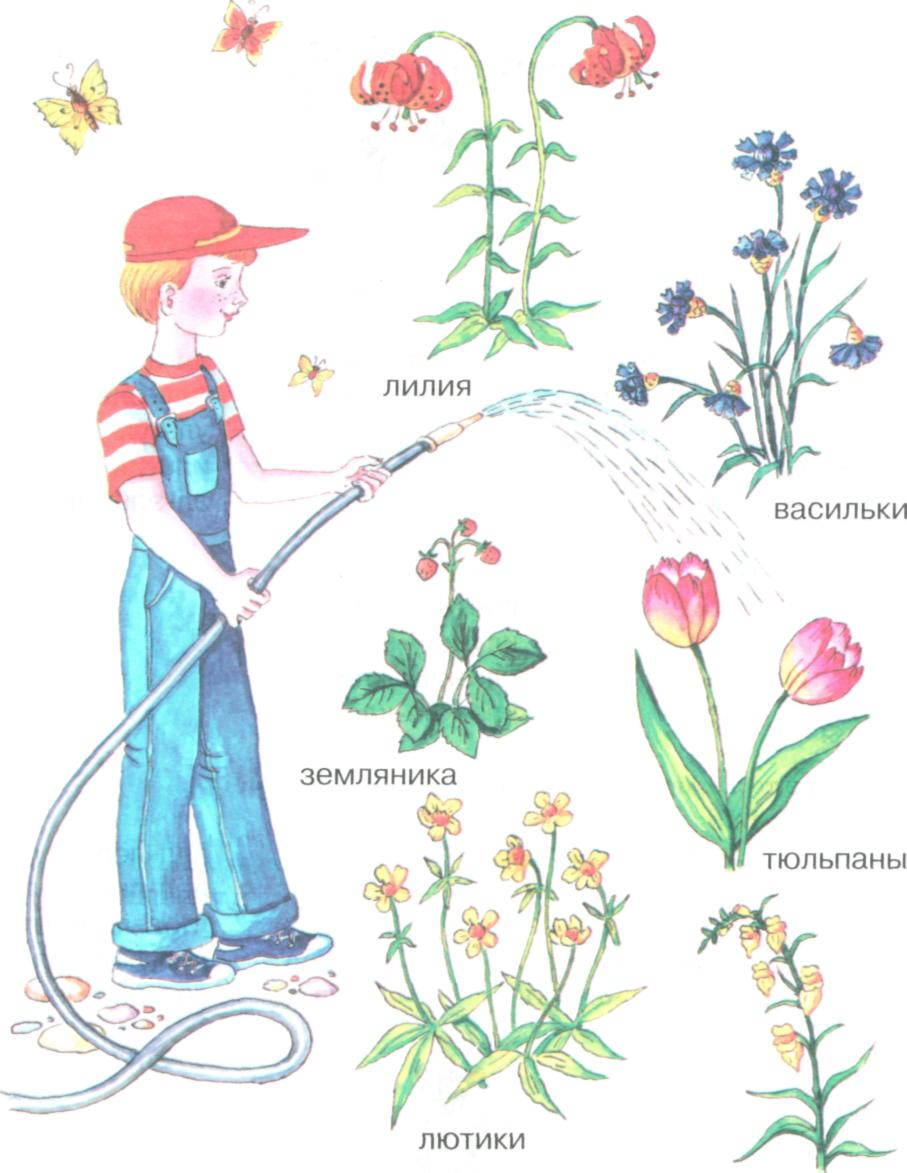 лилия
васильки
земляника
тюльпаны
лютики